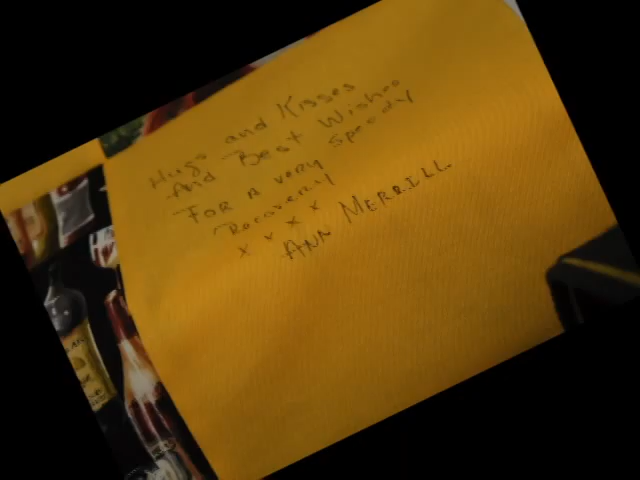 Hugs and Kisses
And Best Wishes
For A very Speedy
Recovery
x x x x
ANN MERRILL